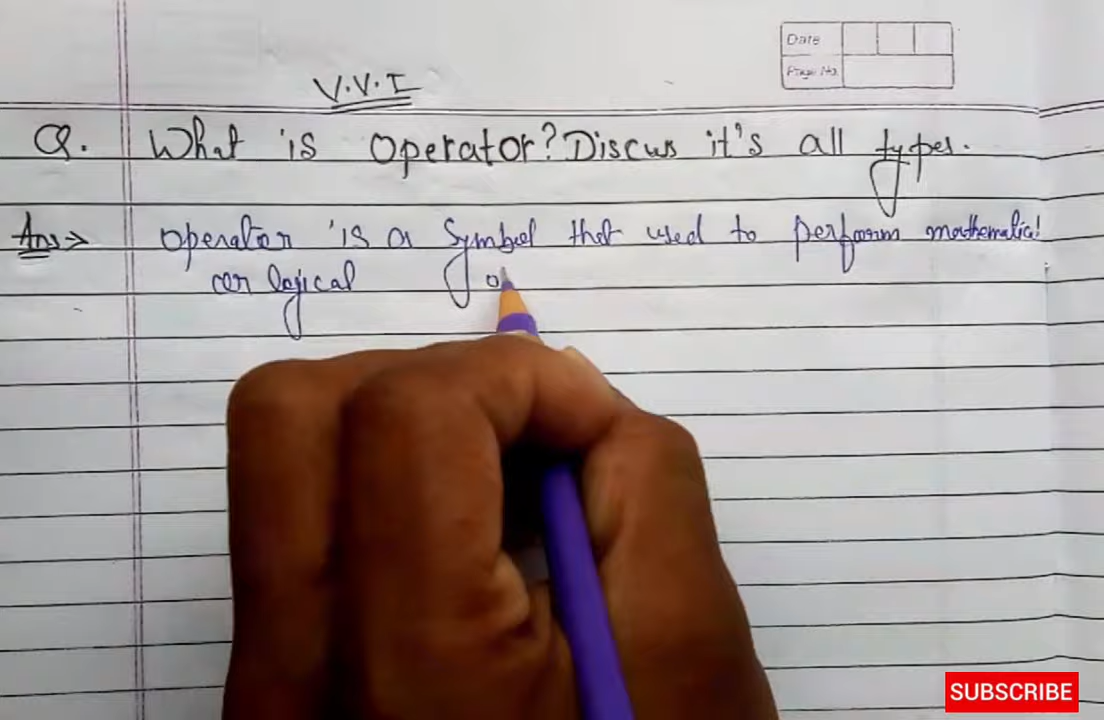 Date
Page No.
V.V.I
Q. What is Operator? Discuss it's all types.
Ans⇒ Operator is a Symbol that used to perform mathematical
or logical o
SUBSCRIBE